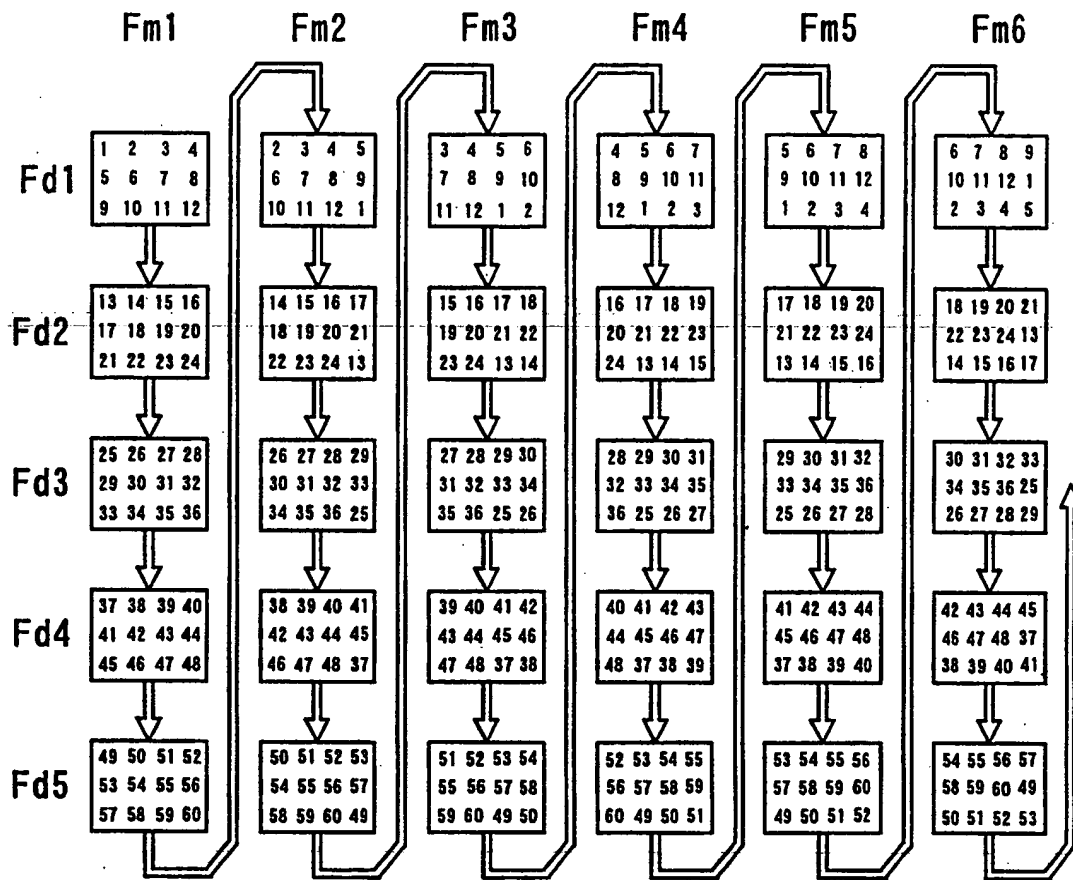 Fm1 Fm2 Fm3 Fm4 Fm5 Fm6
Fd1
1 2 3 4 2 3 4 5 3 4 5 6 4 5 6 7 5 6 7 8 6 7 8 9
5 6 7 8 6 7 8 9 7 8 9 10 8 9 10 11 9 10 11 12 10 11 12 1
9 10 11 12 10 11 12 1 11 12 1 2 12 1 2 3 1 2 3 4 2 3 4 5
Fd2
13 14 15 16 14 15 16 17 15 16 17 18 16 17 18 19 17 18 19 20 18 19 20 21
17 18 19 20 18 19 20 21 19 20 21 22 20 21 22 23 21 22 23 24 22 23 24 13
21 22 23 24 22 23 24 13 23 24 13 14 24 13 14 15 13 14 15 16 14 15 16 17
Fd3
25 26 27 28 26 27 28 29 27 28 29 30 28 29 30 31 29 30 31 32 30 31 32 33
29 30 31 32 30 31 32 33 31 32 33 34 32 33 34 35 33 34 35 36 34 35 36 25
33 34 35 36 34 35 36 25 35 36 25 26 36 25 26 27 25 26 27 28 26 27 28 29
Fd4
37 38 39 40 38 39 40 41 39 40 41 42 40 41 42 43 41 42 43 44 42 43 44 45
41 42 43 44 42 43 44 45 43 44 45 46 44 45 46 47 45 46 47 48 46 47 48 37
45 46 47 48 46 47 48 37 47 48 37 38 48 37 38 39 37 38 39 40 38 39 40 41
Fd5
49 50 51 52 50 51 52 53 51 52 53 54 52 53 54 55 53 54 55 56 54 55 56 57
53 54 55 56 54 55 56 57 55 56 57 58 56 57 58 59 57 58 59 60 58 59 60 49
57 58 59 60 58 59 60 49 59 60 49 50 60 49 50 51 49 50 51 52 50 51 52 53